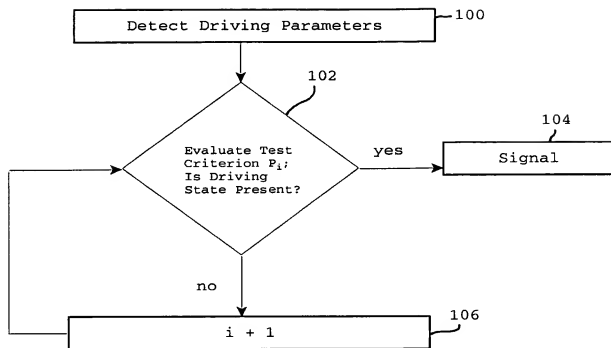 Detect Driving Parameters
100
102
Evaluate Test
Criterion Pi;
Is Driving
State Present?
yes
104
Signal
no
i + 1
106